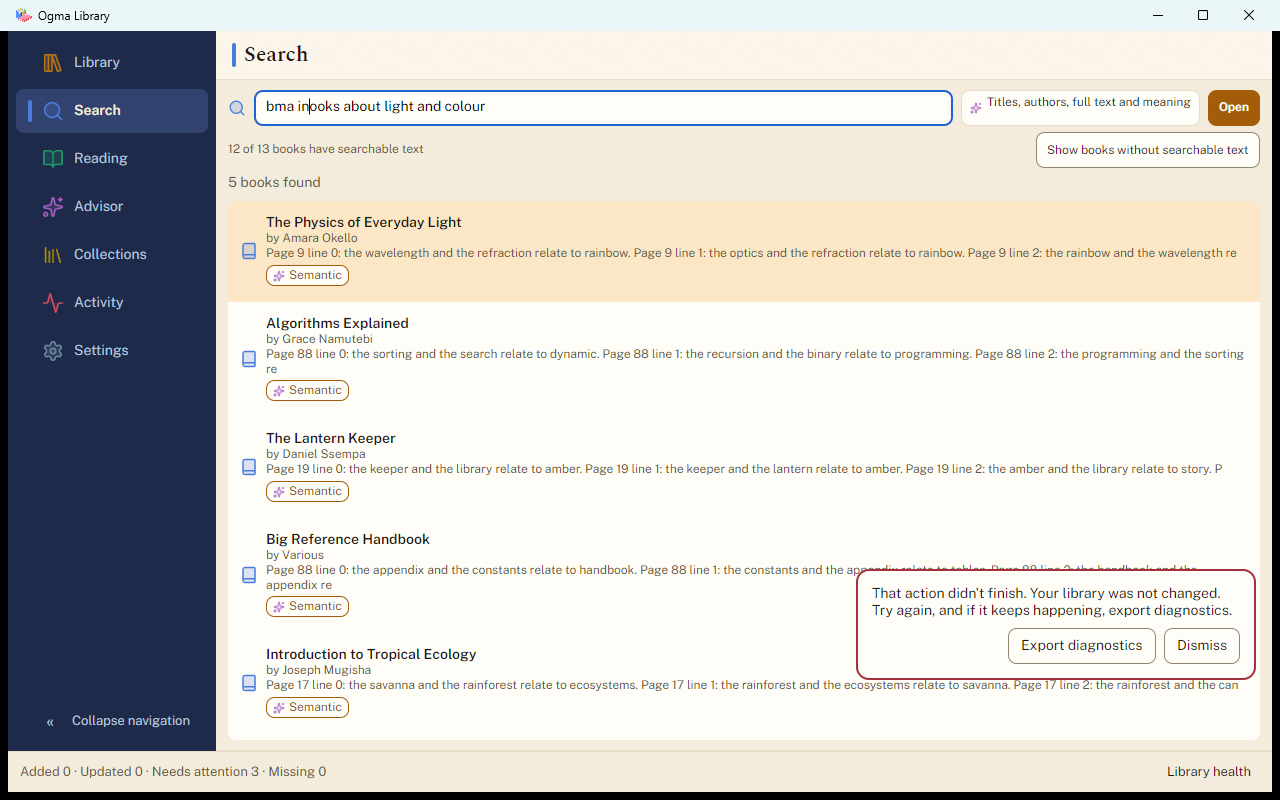 Ogma Library
Library
Search
Reading
Advisor
Collections
Activity
Settings
« Collapse navigation
Search
bma inooks about light and colour
Titles, authors, full text and meaning
Open
12 of 13 books have searchable text
Show books without searchable text
5 books found
The Physics of Everyday Light
by Amara Okello
Page 9 line 0: the wavelength and the refraction relate to rainbow. Page 9 line 1: the optics and the refraction relate to rainbow. Page 9 line 2: the rainbow and the wavelength re
Semantic
Algorithms Explained
by Grace Namutebi
Page 88 line 0: the sorting and the search relate to dynamic. Page 88 line 1: the recursion and the binary relate to programming. Page 88 line 2: the programming and the sorting
re
Semantic
The Lantern Keeper
by Daniel Ssempa
Page 19 line 0: the keeper and the library relate to amber. Page 19 line 1: the keeper and the lantern relate to amber. Page 19 line 2: the amber and the library relate to story. P
Semantic
Big Reference Handbook
by Various
Page 88 line 0: the appendix and the constants relate to handbook. Page 88 line 1: the constants and the appendix relate to tables. Page 88 line 2: the handbook and the
appendix re
Semantic
That action didn't finish. Your library was not changed.
Try again, and if it keeps happening, export diagnostics.
Export diagnostics
Dismiss
Introduction to Tropical Ecology
by Joseph Mugisha
Page 17 line 0: the savanna and the rainforest relate to ecosystems. Page 17 line 1: the rainforest and the ecosystems relate to savanna. Page 17 line 2: the rainforest and the can
Semantic
Added 0 · Updated 0 · Needs attention 3 · Missing 0
Library health